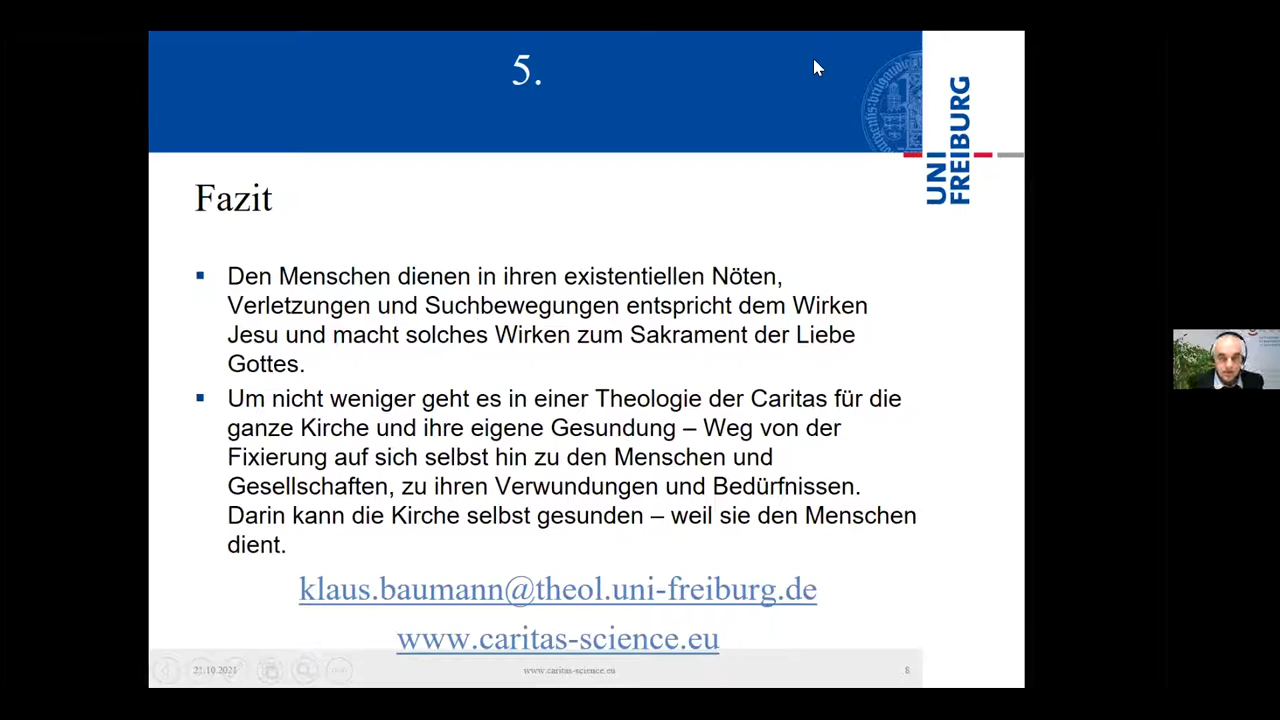 5.
UNI
FREIBURG
Fazit
Den Menschen dienen in ihren existentiellen Nöten,
Verletzungen und Suchbewegungen entspricht dem Wirken
Jesu und macht solches Wirken zum Sakrament der Liebe
Gottes.
Um nicht weniger geht es in einer Theologie der Caritas für die
ganze Kirche und ihre eigene Gesundung – Weg von der
Fixierung auf sich selbst hin zu den Menschen und
Gesellschaften, zu ihren Verwundungen und Bedürfnissen.
Darin kann die Kirche selbst gesunden – weil sie den Menschen
dient.
klaus.baumann@theol.uni-freiburg.de
www.caritas-science.eu
21.10.2021
www.caritas-science.eu
8